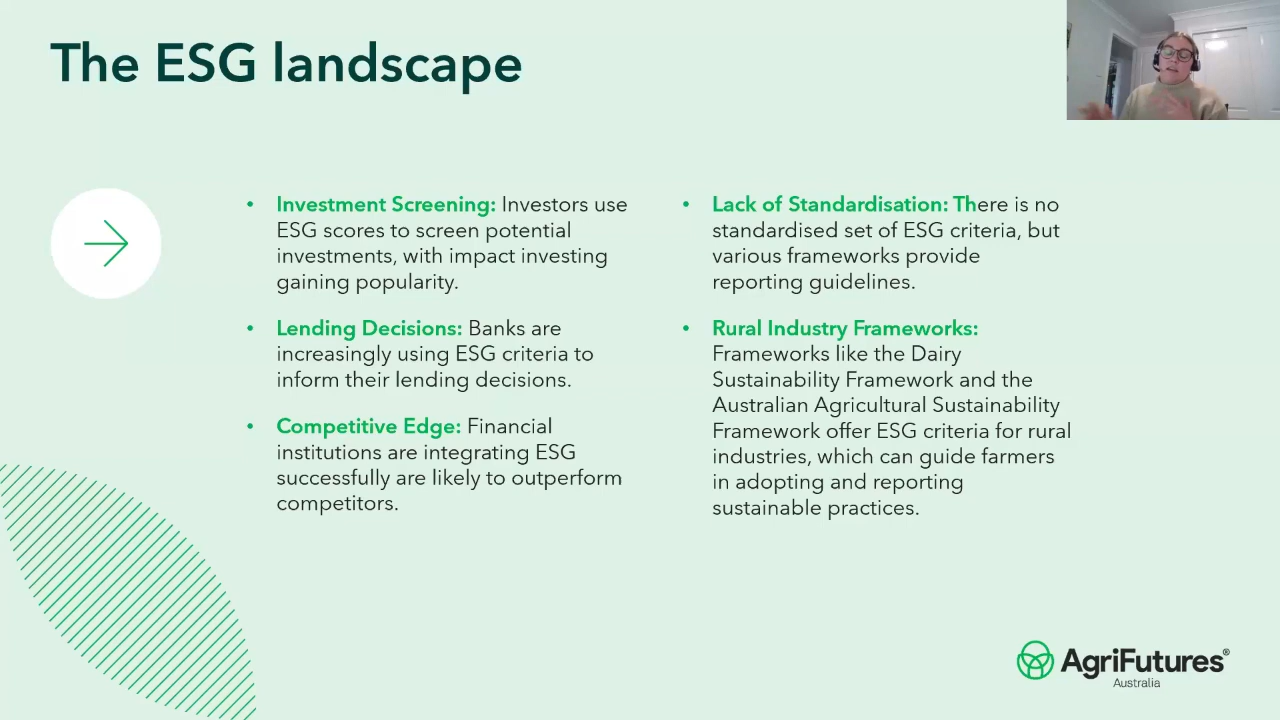 The ESG landscape
• Investment Screening: Investors use
ESG scores to screen potential
investments, with impact investing
gaining popularity.
• Lending Decisions: Banks are
increasingly using ESG criteria to
inform their lending decisions.
• Competitive Edge: Financial
institutions are integrating ESG
successfully are likely to outperform
competitors.
• Lack of Standardisation: There is no
standardised set of ESG criteria, but
various frameworks provide
reporting guidelines.
• Rural Industry Frameworks:
Frameworks like the Dairy
Sustainability Framework and the
Australian Agricultural Sustainability
Framework offer ESG criteria for rural
industries, which can guide farmers
in adopting and reporting
sustainable practices.
AgriFutures®
Australia